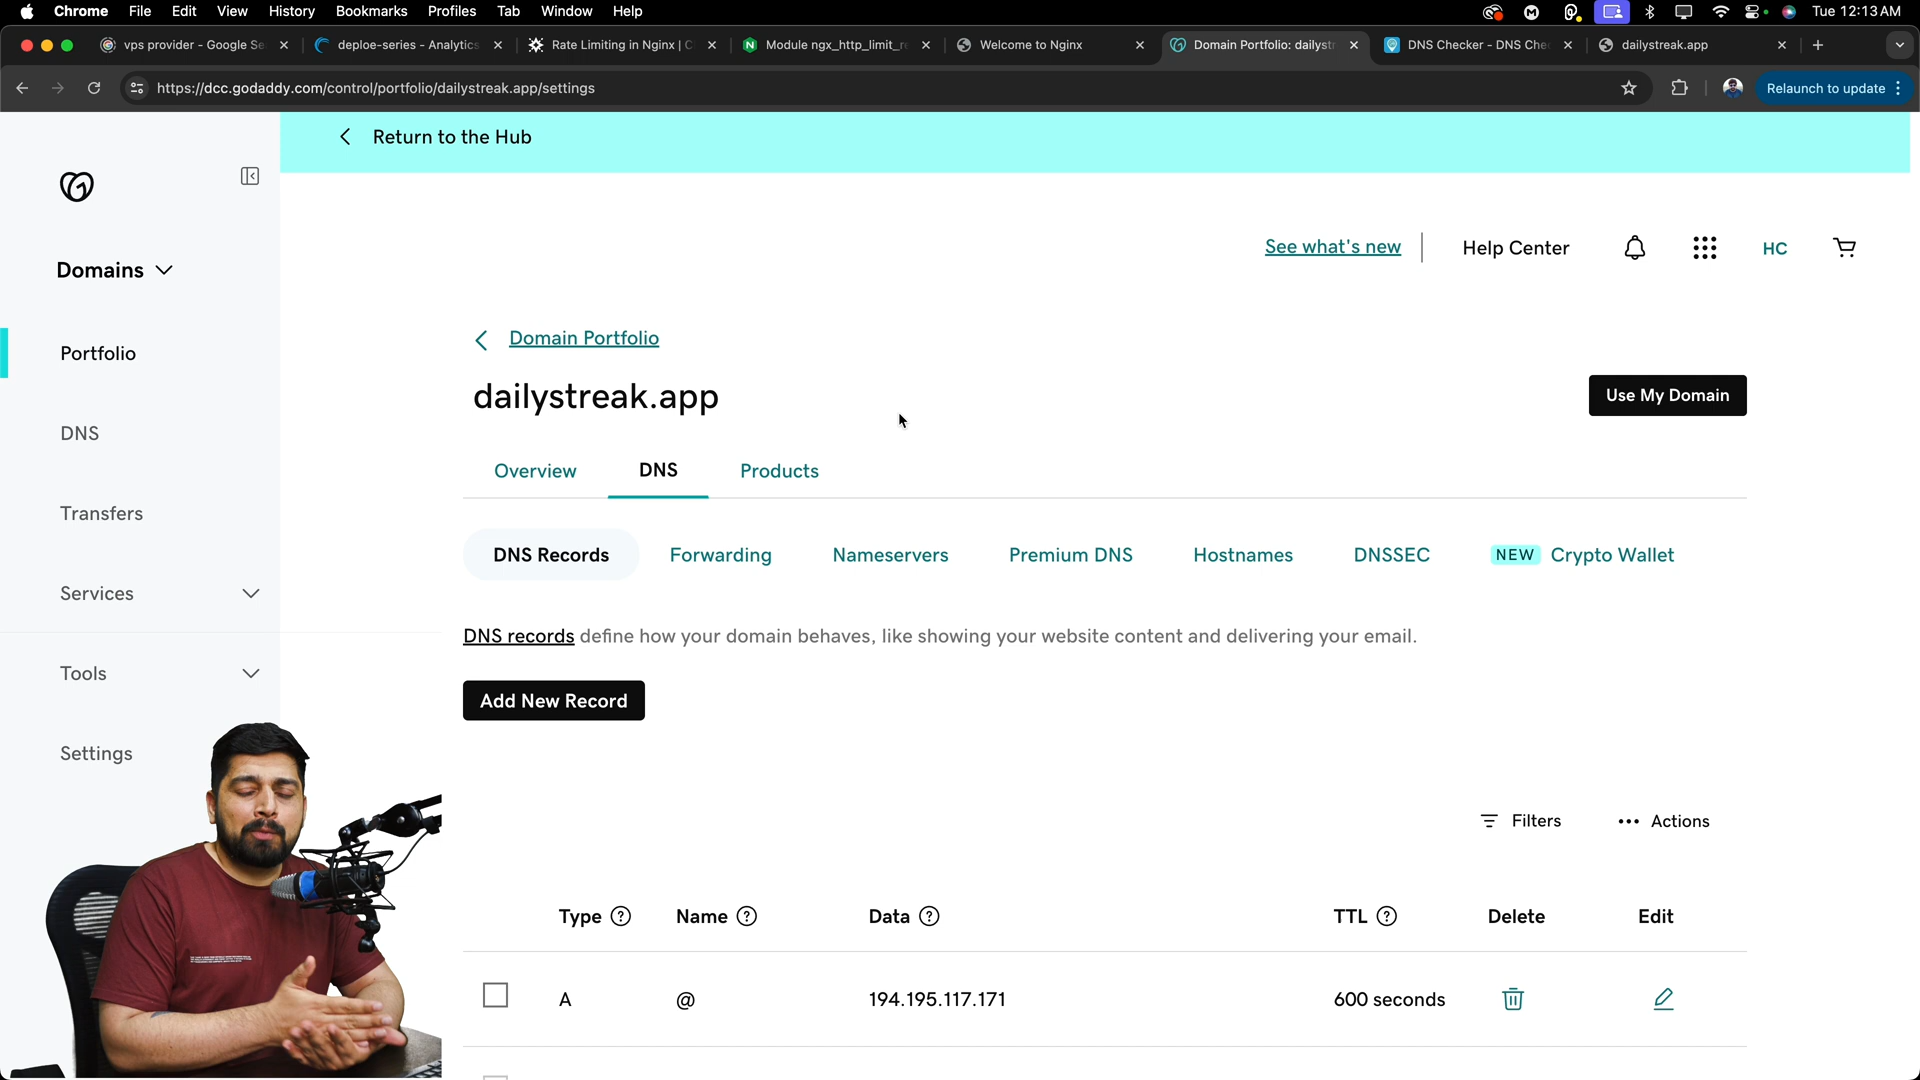 Chrome File Edit View History Bookmarks Profiles Tab Window Help Tue 12:13 AM
vps provider - Google Se
deploe-series - Analytics
Rate Limiting in Nginx | C
Module ngx_http_limit_r
Welcome to Nginx
Domain Portfolio: dailystr
DNS Checker - DNS Che
dailystreak.app
https://dcc.godaddy.com/control/portfolio/dailystreak.app/settings
Relaunch to update
Return to the Hub
See what's new
Help Center
HC
Domains
Portfolio
DNS
Transfers
Services
Tools
Settings
Domain Portfolio
dailystreak.app
Use My Domain
Overview DNS Products
DNS Records Forwarding Nameservers Premium DNS Hostnames DNSSEC NEW Crypto Wallet
DNS records define how your domain behaves, like showing your website content and delivering your email.
Add New Record
Filters ••• Actions
Type ? Name ? Data ? TTL ? Delete Edit
A @ 194.195.117.171 600 seconds